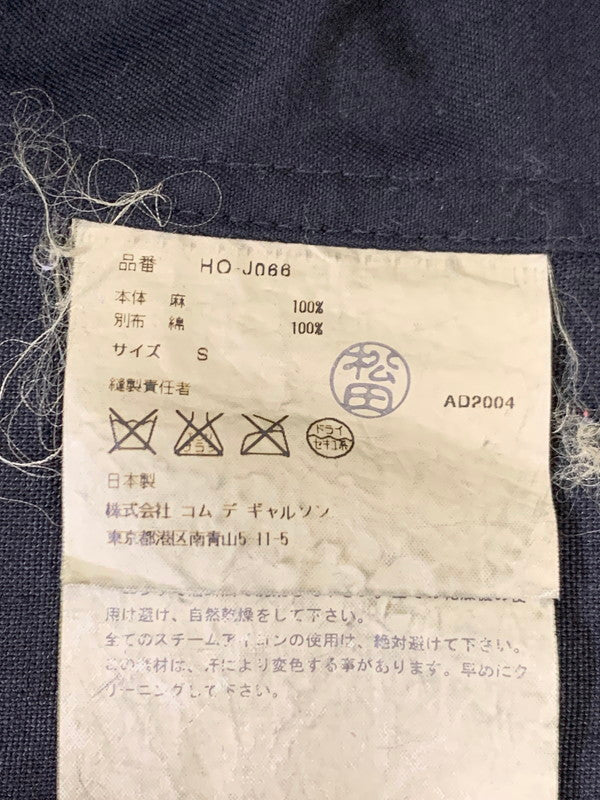 品番 HO-J066
本体 麻 100%
別布 綿 100%
サイズ S
縫製責任者
松田
AD2004
ドライ
セキユ系
日本製
株式会社 コム デ ギャルソン
東京都港区南青山5-11-5
用は避け、自然乾燥をして下さい。
全てのスチームアイロンの使用は、絶対避けて下さい。
この素材は、汗により変色する事があります。早めにク
リーニングして下さい。